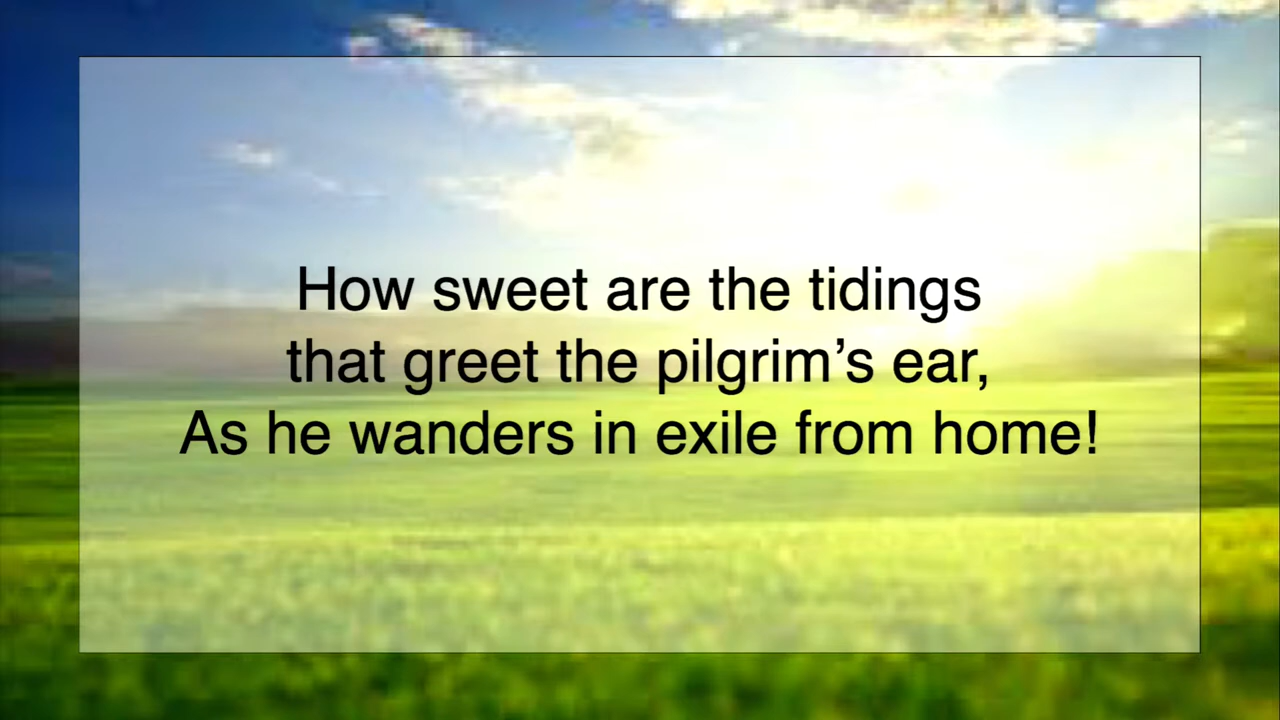 How sweet are the tidings
that greet the pilgrim’s ear,
As he wanders in exile from home!